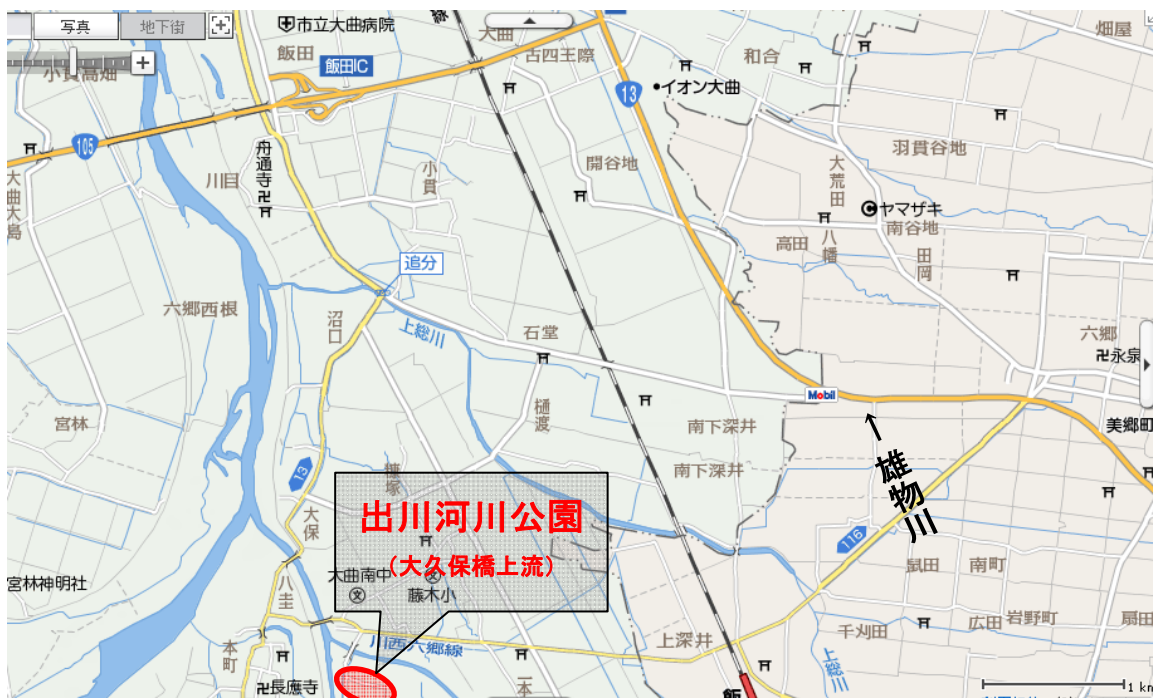 写真
地下街
市立大曲病院
飯田
飯田IC
小貫高畑
大曲
古四王際
和合
畑屋
13
イオン大曲
105
舟通寺
川目
小貫
開谷地
大荒田
羽貫谷地
ヤマザキ
南谷地
大曲大島
高田
八幡
田岡
追分
六郷西根
沼口
上総川
石堂
六郷
永泉
Mobil
宮林
樋渡
南下深井
美郷町
南下深井
雄物川
13
糠塚
大保
出川河川公園
(大久保橋上流)
116
宮林神明社
八圭
大曲南中
藤木小
鼠田
南町
本町
川西六郷線
上深井
千刈田
広田
岩野町
扇田
長應寺
上総川
1 km